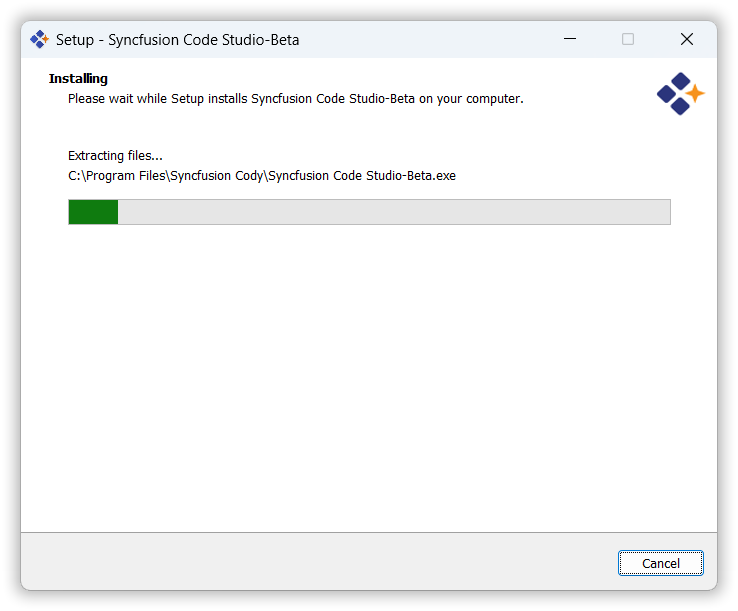 Setup - Syncfusion Code Studio-Beta
Installing
Please wait while Setup installs Syncfusion Code Studio-Beta on your computer.
Extracting files...
C:\Program Files\Syncfusion Cody\Syncfusion Code Studio-Beta.exe
Cancel